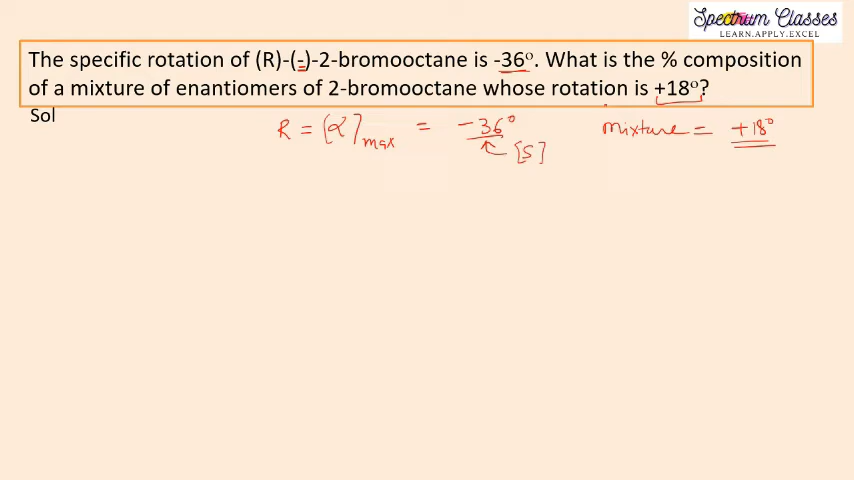 Spectrum Classes
LEARN.APPLY.EXCEL
The specific rotation of (R)-(-)-2-bromooctane is -36°. What is the % composition
of a mixture of enantiomers of 2-bromooctane whose rotation is +18°?
Sol
R = [α]max = -36° mixture = +18°
[S]